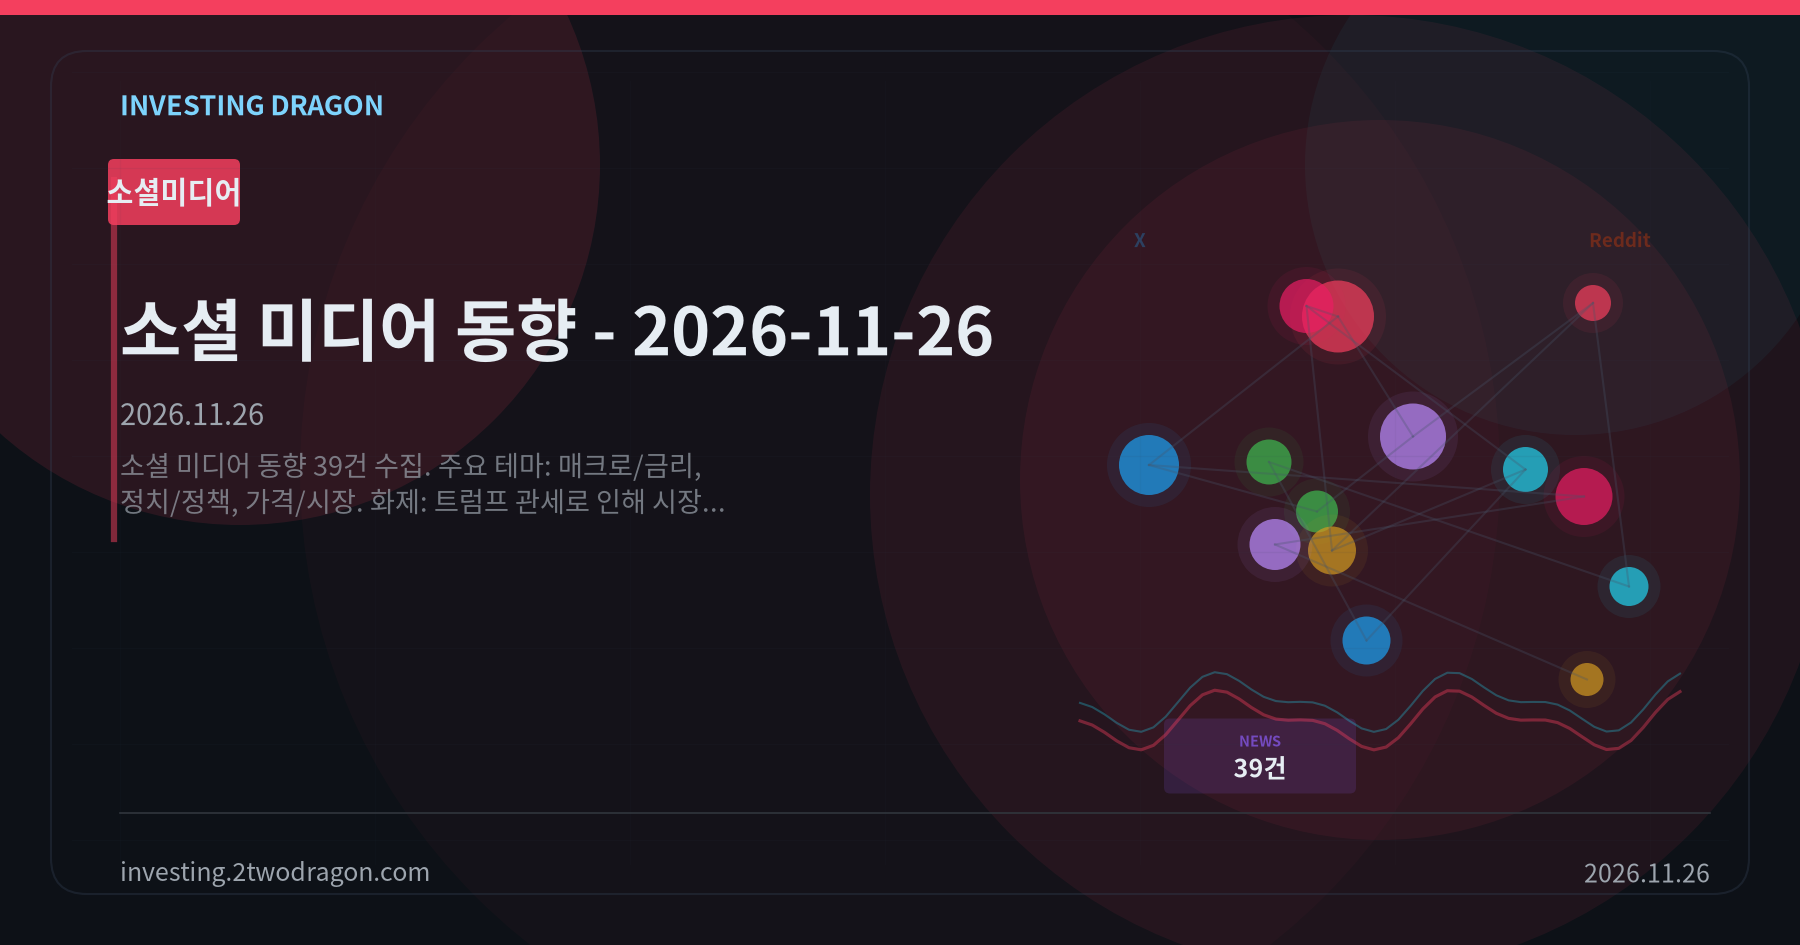 INVESTING DRAGON
소셜미디어
소셜 미디어 동향 - 2026-11-26
2026.11.26
소셜 미디어 동향 39건 수집. 주요 테마: 매크로/금리,
정치/정책, 가격/시장. 화제: 트럼프 관세로 인해 시장...
X
Reddit
NEWS
39건
investing.2twodragon.com
2026.11.26